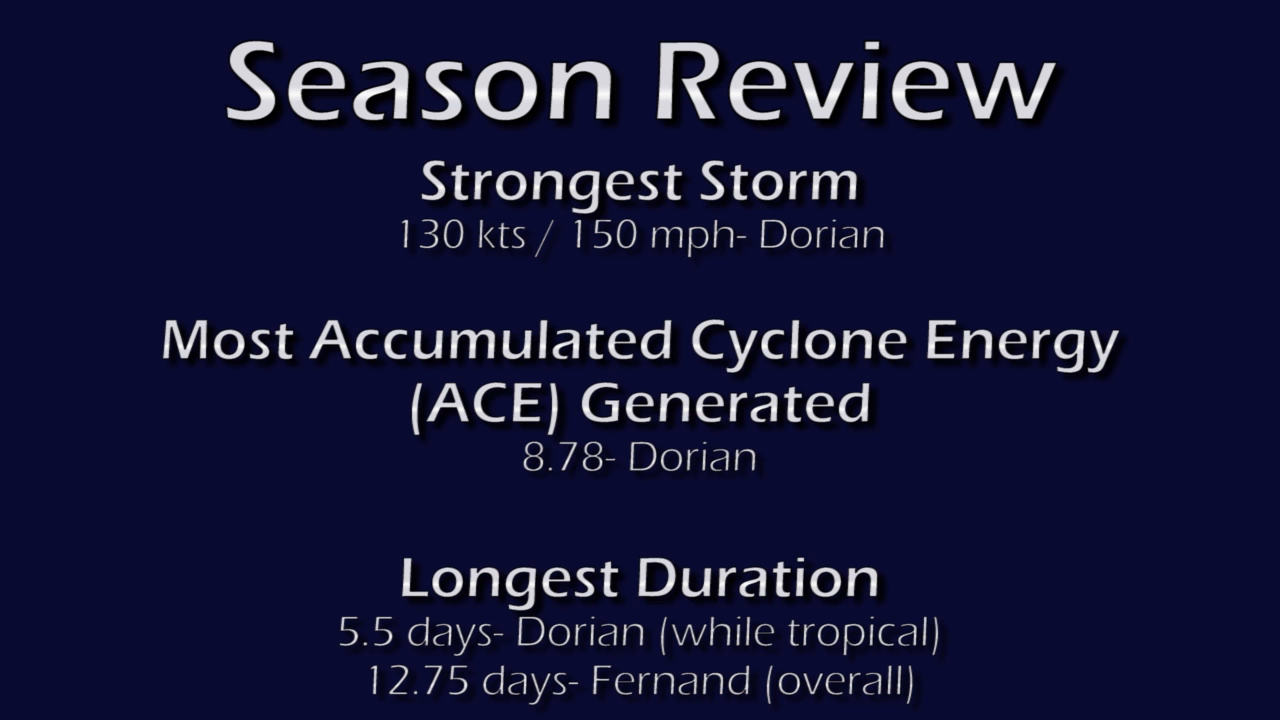 Season Review
Strongest Storm
130 kts / 150 mph- Dorian
Most Accumulated Cyclone Energy
(ACE) Generated
8.78- Dorian
Longest Duration
5.5 days- Dorian (while tropical)
12.75 days- Fernand (overall)